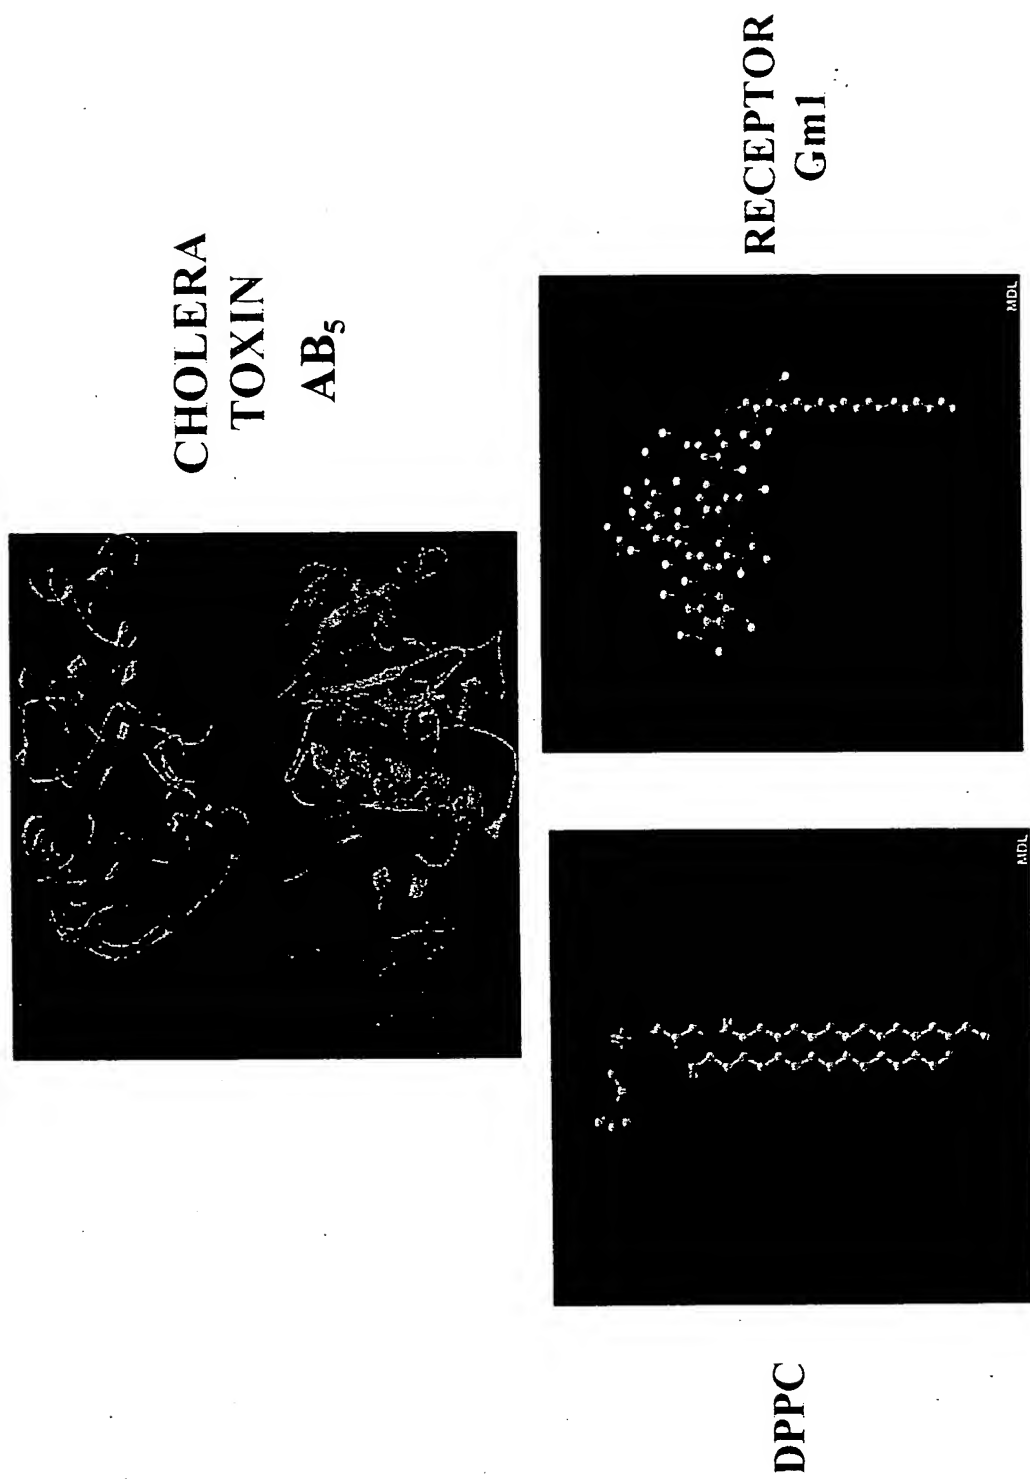 CHOLERA
TOXIN
AB₅
RECEPTOR
Gm1
MDL
DPPC
MDL